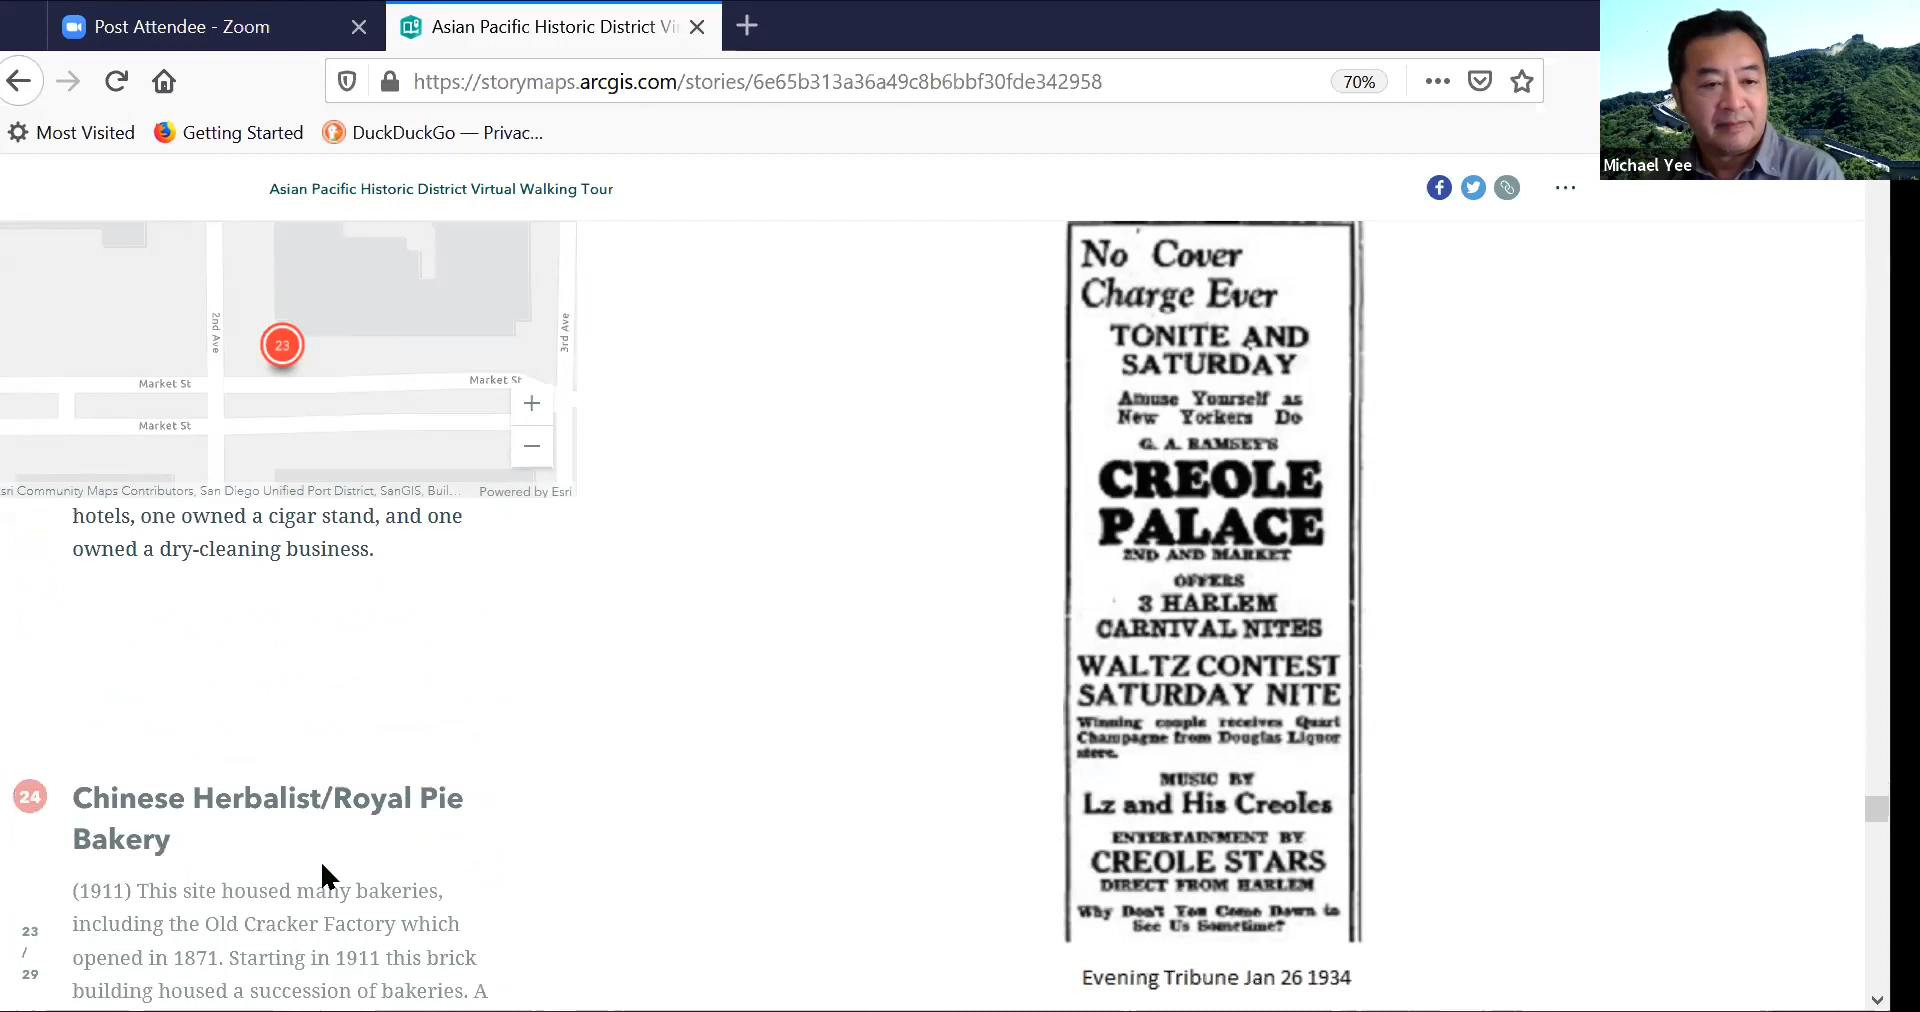 Post Attendee - Zoom
Asian Pacific Historic District Vi
https://storymaps.arcgis.com/stories/6e65b313a36a49c8b6bbf30fde342958
70%
Most Visited
Getting Started
DuckDuckGo — Privac...
Michael Yee
Asian Pacific Historic District Virtual Walking Tour
2nd Ave
3rd Ave
23
Market St
Market St
Market St
sri Community Maps Contributors, San Diego Unified Port District, SanGIS, Buil...
Powered by Esri
hotels, one owned a cigar stand, and one
owned a dry-cleaning business.
24
Chinese Herbalist/Royal Pie
Bakery
(1911) This site housed many bakeries,
including the Old Cracker Factory which
opened in 1871. Starting in 1911 this brick
building housed a succession of bakeries. A
23
/
29
No Cover
Charge Ever
TONITE AND
SATURDAY
Amuse Yourself as
New Yorkers Do
G. A. RAMSEY'S
CREOLE
PALACE
2ND AND MARKET
OFFERS
3 HARLEM
CARNIVAL NITES
WALTZ CONTEST
SATURDAY NITE
Winning couple receives Quart
Champagne from Douglas Liquor
store.
MUSIC BY
Lz and His Creoles
ENTERTAINMENT BY
CREOLE STARS
DIRECT FROM HARLEM
Why Don't You Come Down to
See Us Sometime?
Evening Tribune Jan 26 1934